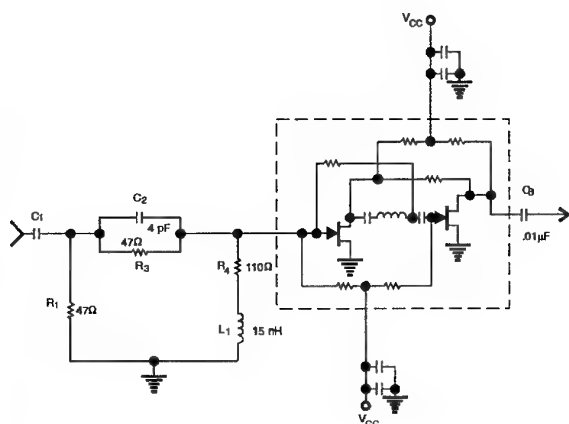 VCC
C1
C2
4 pF
47Ω
R3
R4
110Ω
R1
47Ω
L1
15 nH
C3
.01µF
VCC